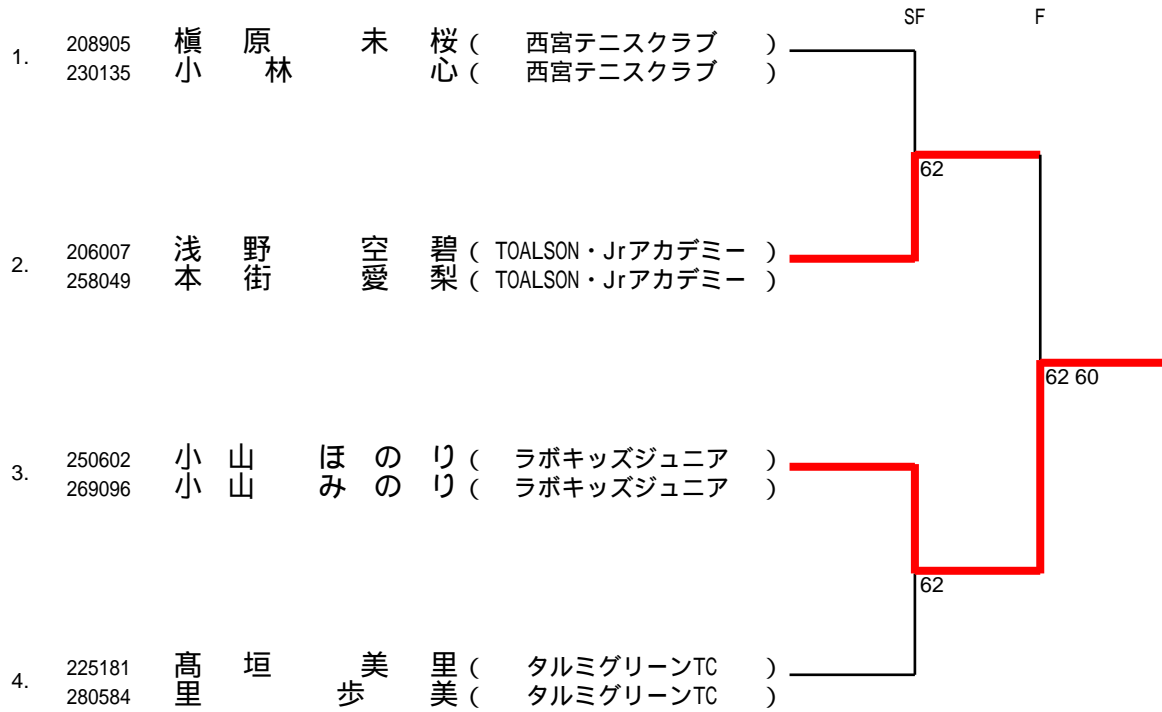 SF F
1. 208905 槇原 未桜 ( 西宮テニスクラブ )
230135 小林 心 ( 西宮テニスクラブ )
62
2. 206007 浅野 空碧 ( TOALSON・Jrアカデミー )
258049 本街 愛梨 ( TOALSON・Jrアカデミー )
62 60
3. 250602 小山 ほのり ( ラボキッズジュニア )
269096 小山 みのり ( ラボキッズジュニア )
62
4. 225181 髙垣 美里 ( タルミグリーンTC )
280584 里 歩美 ( タルミグリーンTC )